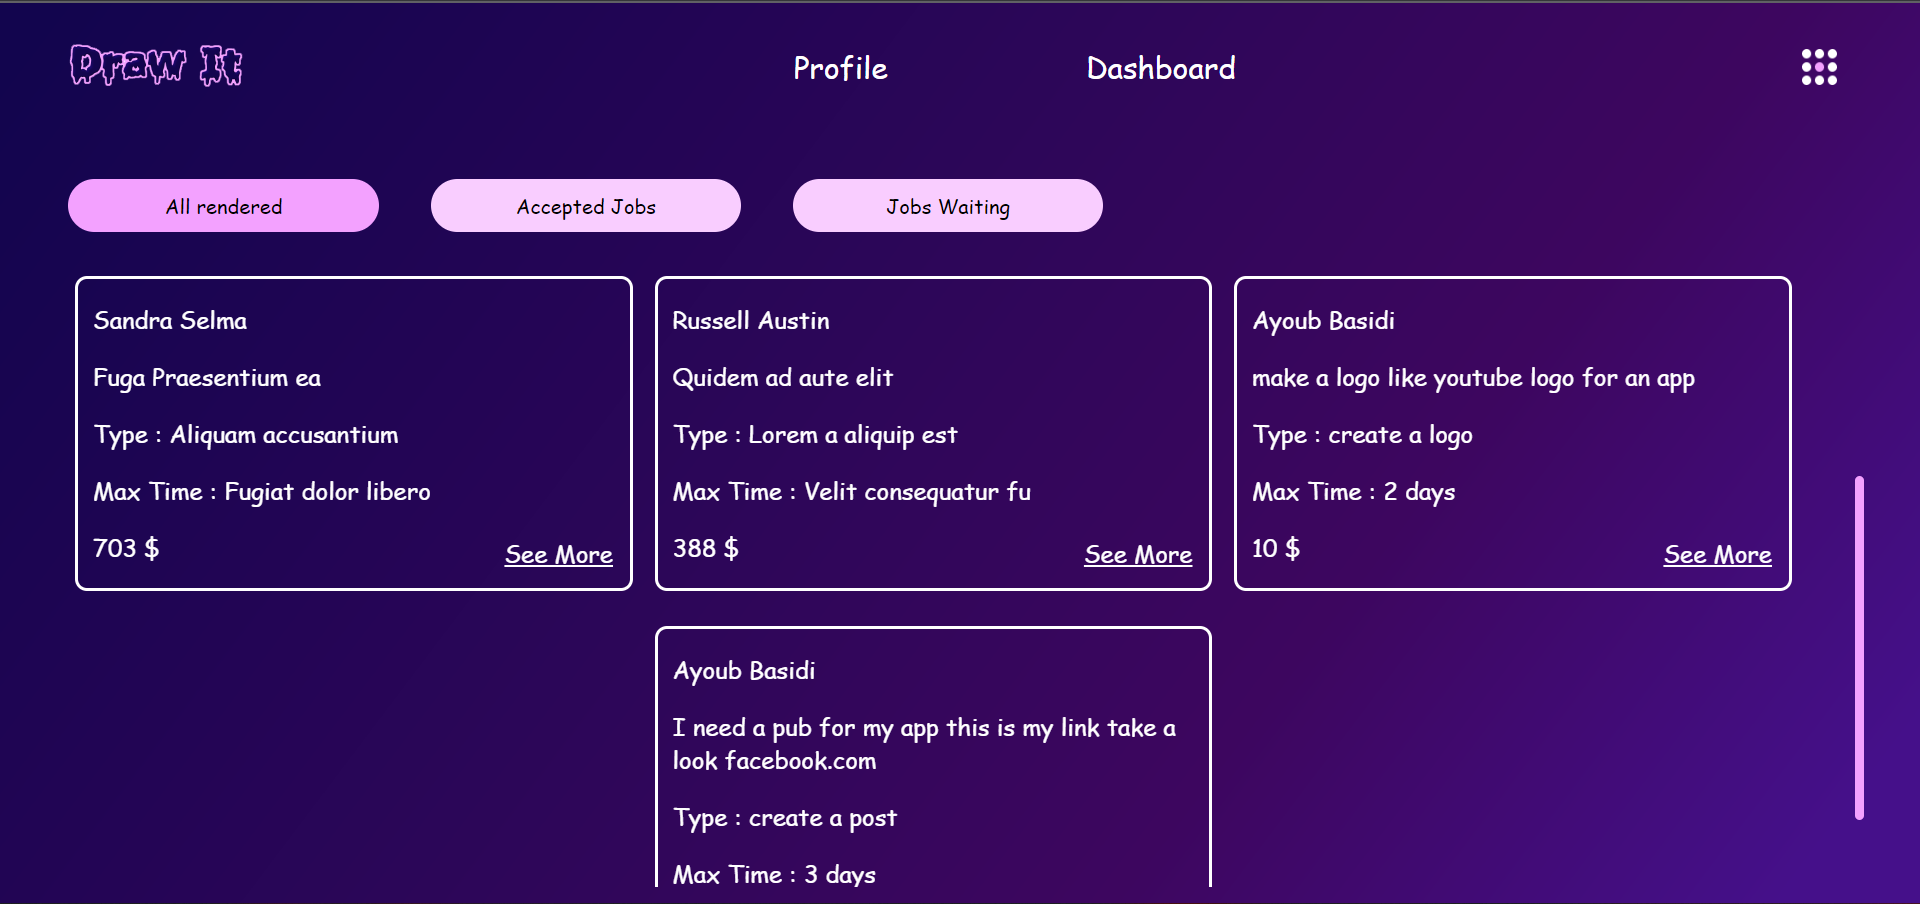 Draw It
Profile
Dashboard
All rendered
Accepted Jobs
Jobs Waiting
Sandra Selma
Fuga Praesentium ea
Type : Aliquam accusantium
Max Time : Fugiat dolor libero
703 $
See More
Russell Austin
Quidem ad aute elit
Type : Lorem a aliquip est
Max Time : Velit consequatur fu
388 $
See More
Ayoub Basidi
make a logo like youtube logo for an app
Type : create a logo
Max Time : 2 days
10 $
See More
Ayoub Basidi
I need a pub for my app this is my link take a
look facebook.com
Type : create a post
Max Time : 3 days